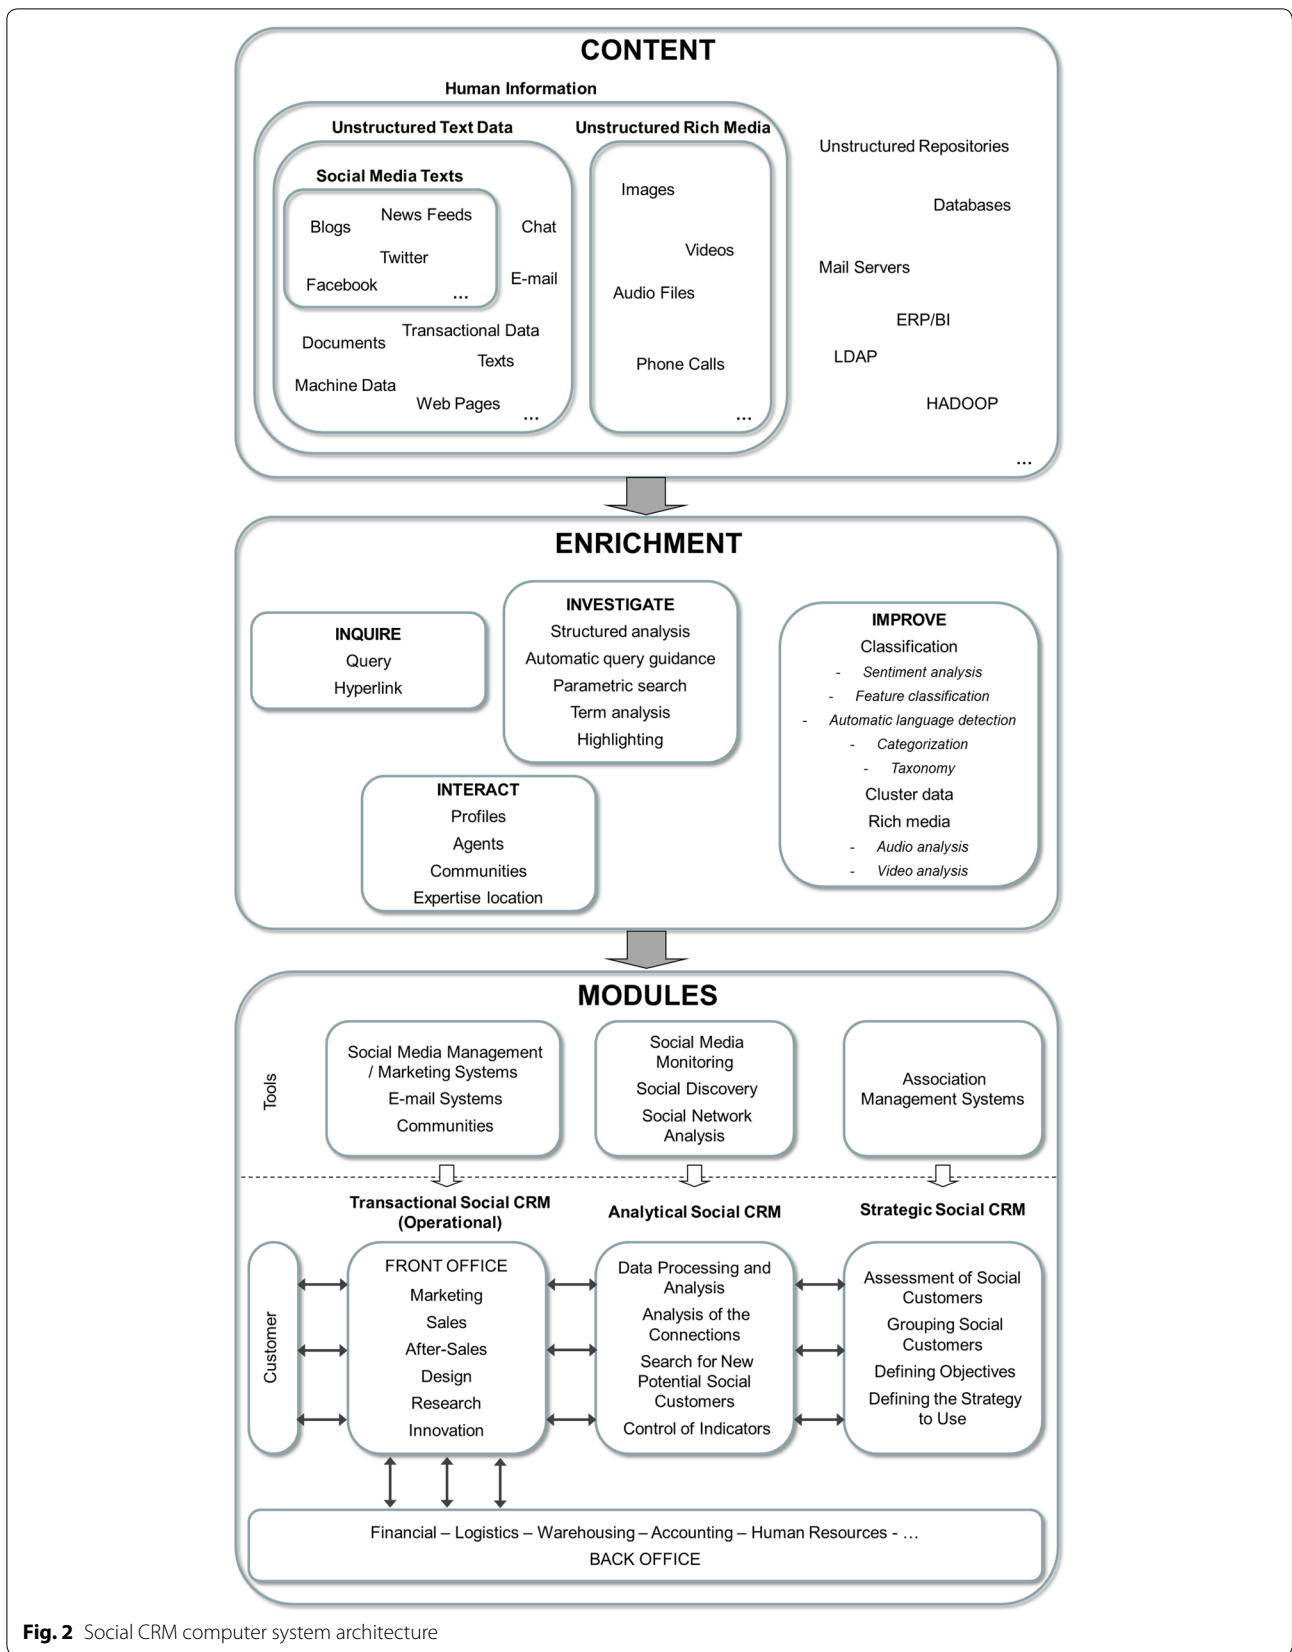 CONTENT
Human Information
Unstructured Text Data
Unstructured Rich Media
Social Media Texts
Blogs
News Feeds
Twitter
Facebook
...
Chat
E-mail
Documents
Transactional Data
Texts
Machine Data
Web Pages
...
Images
Videos
Audio Files
Phone Calls
...
Unstructured Repositories
Databases
Mail Servers
ERP/BI
LDAP
HADOOP
...
ENRICHMENT
INQUIRE
Query
Hyperlink
INVESTIGATE
Structured analysis
Automatic query guidance
Parametric search
Term analysis
Highlighting
INTERACT
Profiles
Agents
Communities
Expertise location
IMPROVE
Classification
- Sentiment analysis
- Feature classification
- Automatic language detection
- Categorization
- Taxonomy
Cluster data
Rich media
- Audio analysis
- Video analysis
MODULES
Tools
Social Media Management
/ Marketing Systems
E-mail Systems
Communities
Social Media
Monitoring
Social Discovery
Social Network
Analysis
Association
Management Systems
Transactional Social CRM
(Operational)
Analytical Social CRM
Strategic Social CRM
Customer
FRONT OFFICE
Marketing
Sales
After-Sales
Design
Research
Innovation
Data Processing and
Analysis
Analysis of the
Connections
Search for New
Potential Social
Customers
Control of Indicators
Assessment of Social
Customers
Grouping Social
Customers
Defining Objectives
Defining the Strategy
to Use
Financial – Logistics – Warehousing – Accounting – Human Resources - …
BACK OFFICE
Fig. 2 Social CRM computer system architecture